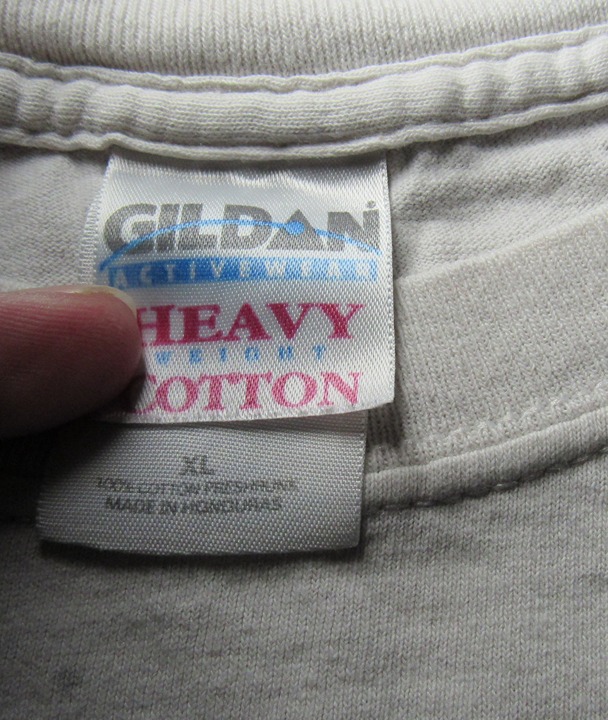 GILDAN®
ACTIVEWEAR
HEAVY
WEIGHT
COTTON
XL
100% COTTON PRESHRUNK
MADE IN HONDURAS